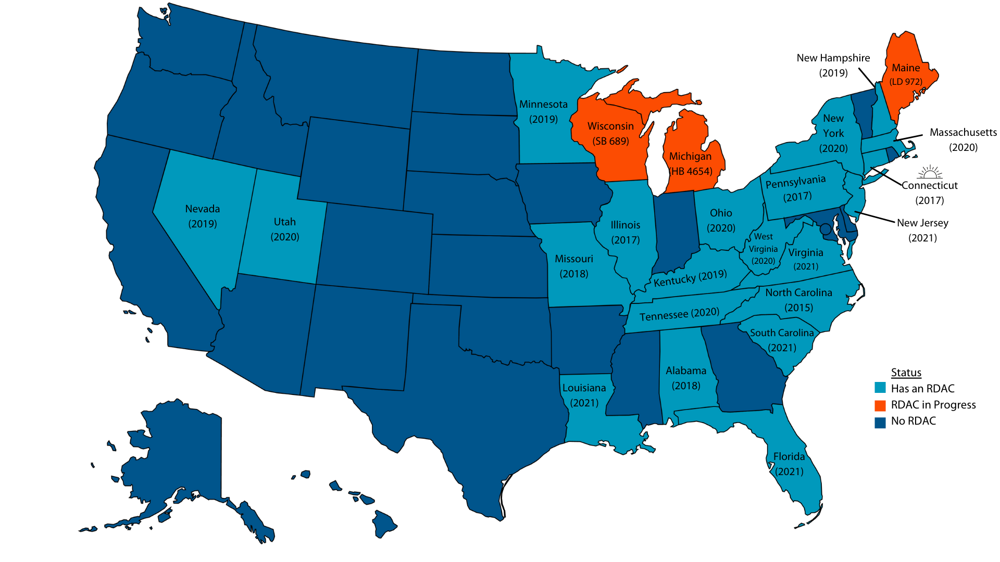 New Hampshire
(2019)
Maine
(LD 972)
Minnesota
(2019)
Wisconsin
(SB 689)
Michigan
(HB 4654)
New
York
(2020)
Massachusetts
(2020)
Connecticut
(2017)
Pennsylvania
(2017)
New Jersey
(2021)
Nevada
(2019)
Utah
(2020)
Illinois
(2017)
Ohio
(2020)
West
Virginia
(2020)
Virginia
(2021)
Missouri
(2018)
Kentucky (2019)
North Carolina
(2015)
Tennessee (2020)
South Carolina
(2021)
Alabama
(2018)
Louisiana
(2021)
Florida
(2021)
Status
Has an RDAC
RDAC in Progress
No RDAC